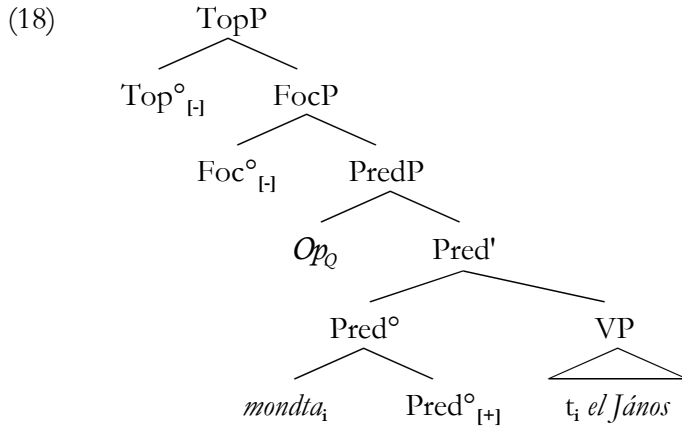 (18) TopP
Top°[-] FocP
Foc°[-] PredP
OpQ Pred'
Pred° VP
mondtai Pred°[+] ti el János